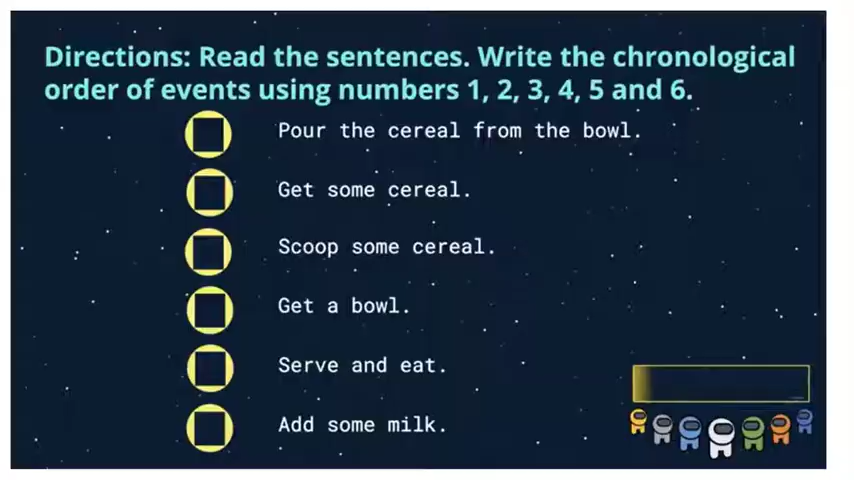 Directions: Read the sentences. Write the chronological
order of events using numbers 1, 2, 3, 4, 5 and 6.
Pour the cereal from the bowl.
Get some cereal.
Scoop some cereal.
Get a bowl.
Serve and eat.
Add some milk.